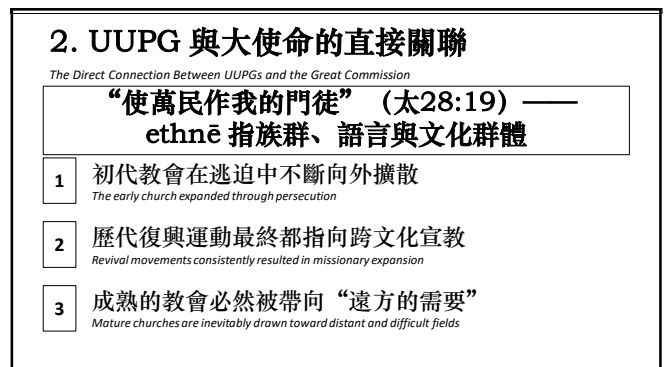 2. UUPG 與大使命的直接關聯
The Direct Connection Between UUPGs and the Great Commission
“使萬民作我的門徒” (太28:19) ——
ethnē 指族群、語言與文化群體
1 初代教會在逃迫中不斷向外擴散
The early church expanded through persecution
2 歷代復興運動最終都指向跨文化宣教
Revival movements consistently resulted in missionary expansion
3 成熟的教會必然被帶向“遠方的需要”
Mature churches are inevitably drawn toward distant and difficult fields